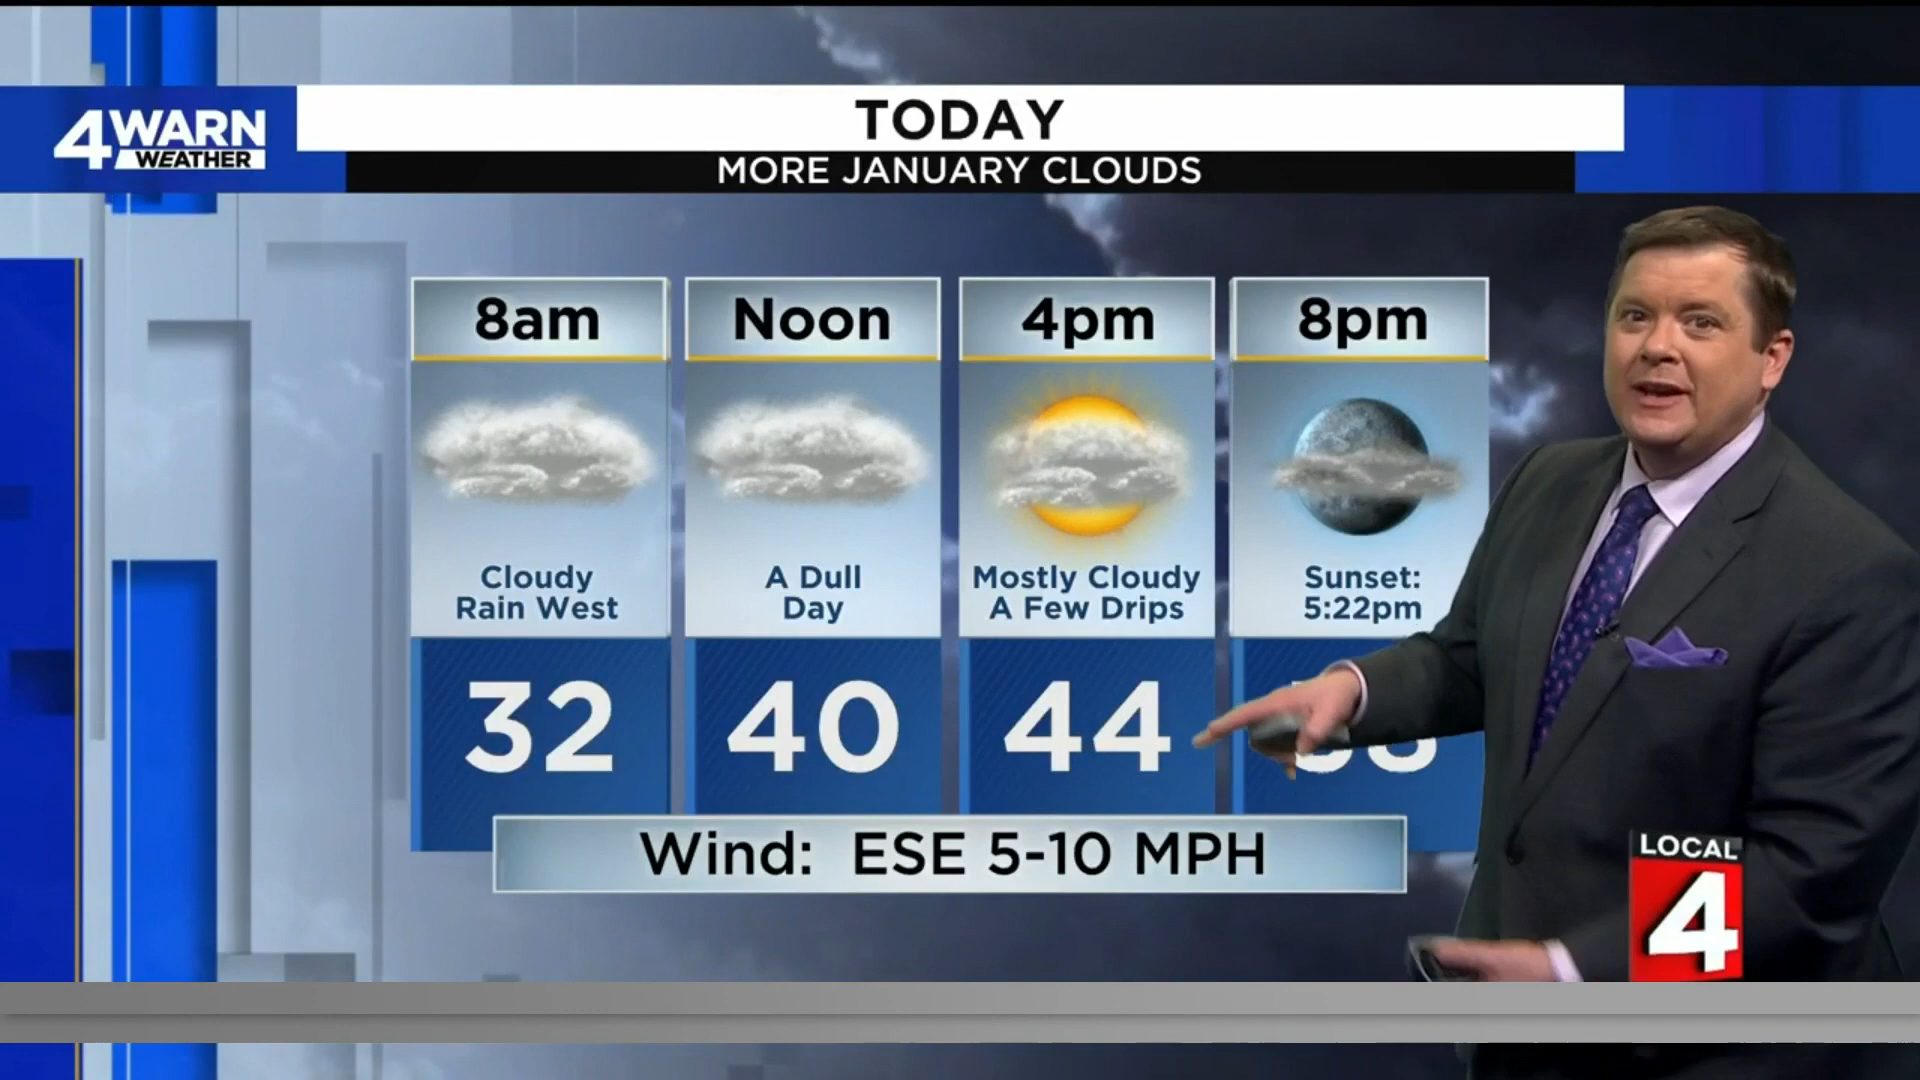 4WARN
WEATHER
TODAY
MORE JANUARY CLOUDS
8am
Noon
4pm
8pm
Cloudy
Rain West
A Dull
Day
Mostly Cloudy
A Few Drips
Sunset:
5:22pm
32
40
44
Wind: ESE 5-10 MPH
LOCAL
4